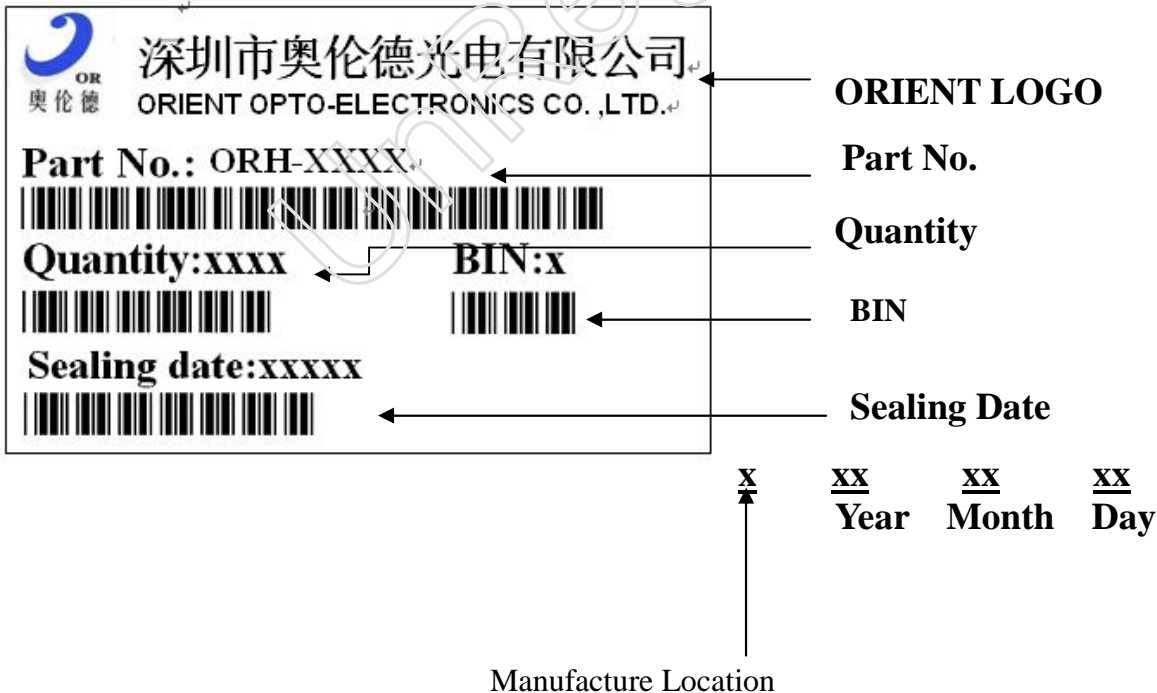 OR
奥伦德
深圳市奥伦德光电有限公司
ORIENT OPTO-ELECTRONICS CO. ,LTD.
ORIENT LOGO
Part No.: ORH-XXXX
Part No.
Quantity:xxxx
BIN:x
Quantity
BIN
Sealing date:xxxxx
Sealing Date
x xx xx xx
Year Month Day
Manufacture Location